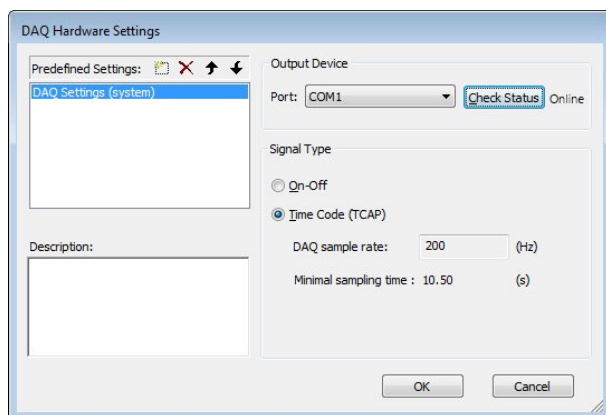 DAQ Hardware Settings
Predefined Settings:
DAQ Settings (system)
Description:
Output Device
Port: COM1 Check Status Online
Signal Type
On-Off
Time Code (TCAP)
DAQ sample rate: 200 (Hz)
Minimal sampling time : 10.50 (s)
OK Cancel